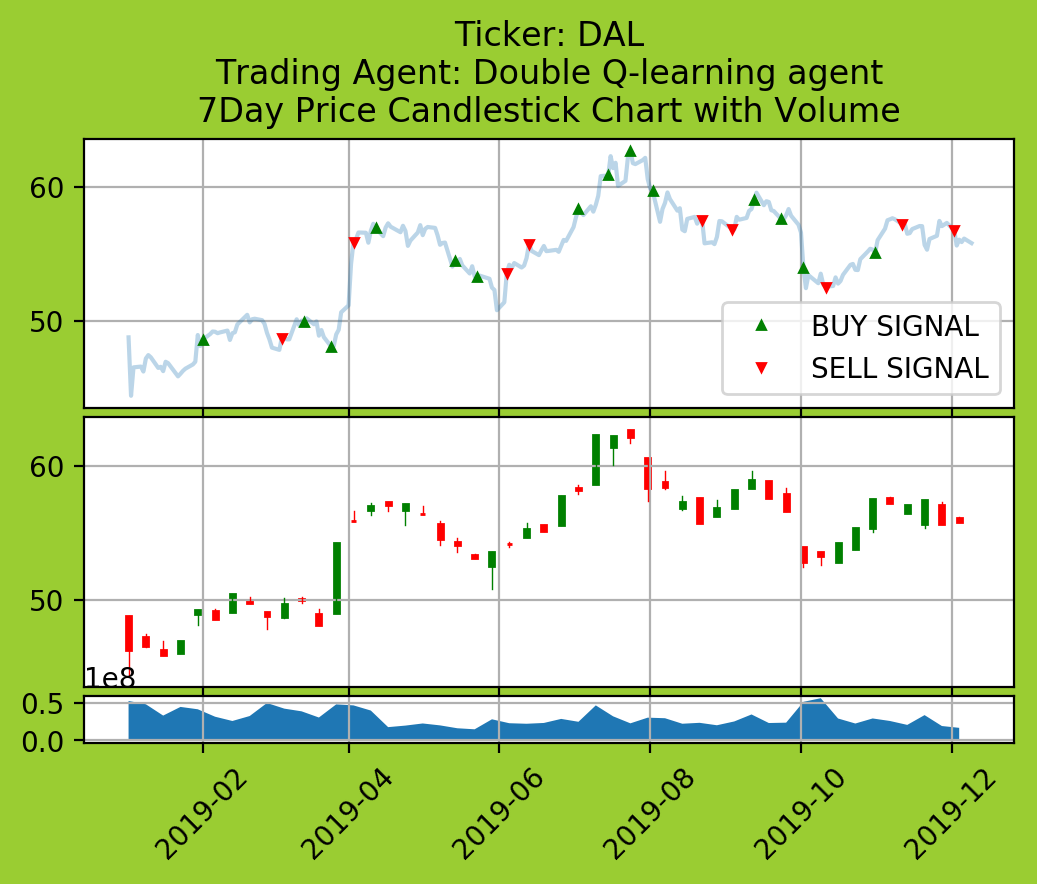 Ticker: DAL
Trading Agent: Double Q-learning agent
7Day Price Candlestick Chart with Volume
60
50
BUY SIGNAL
SELL SIGNAL
60
50
1e8
0.5
0.0
2019-02
2019-04
2019-06
2019-08
2019-10
2019-12